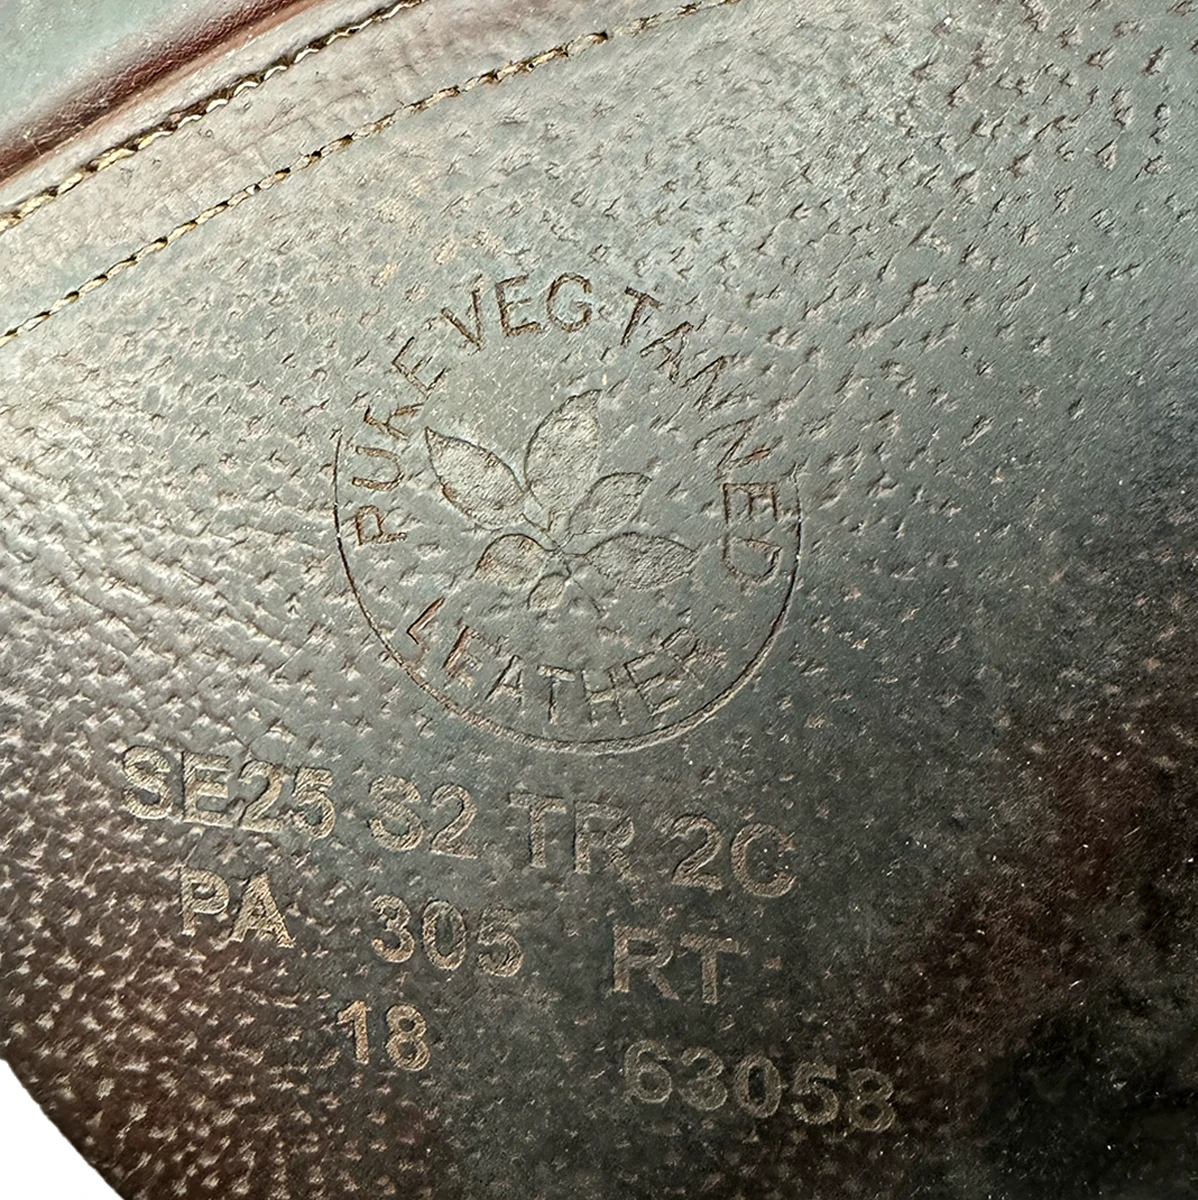 PURE VEG TANNED
LEATHER
SE25 S2 TR 2C
PA 305 RT
18 63058